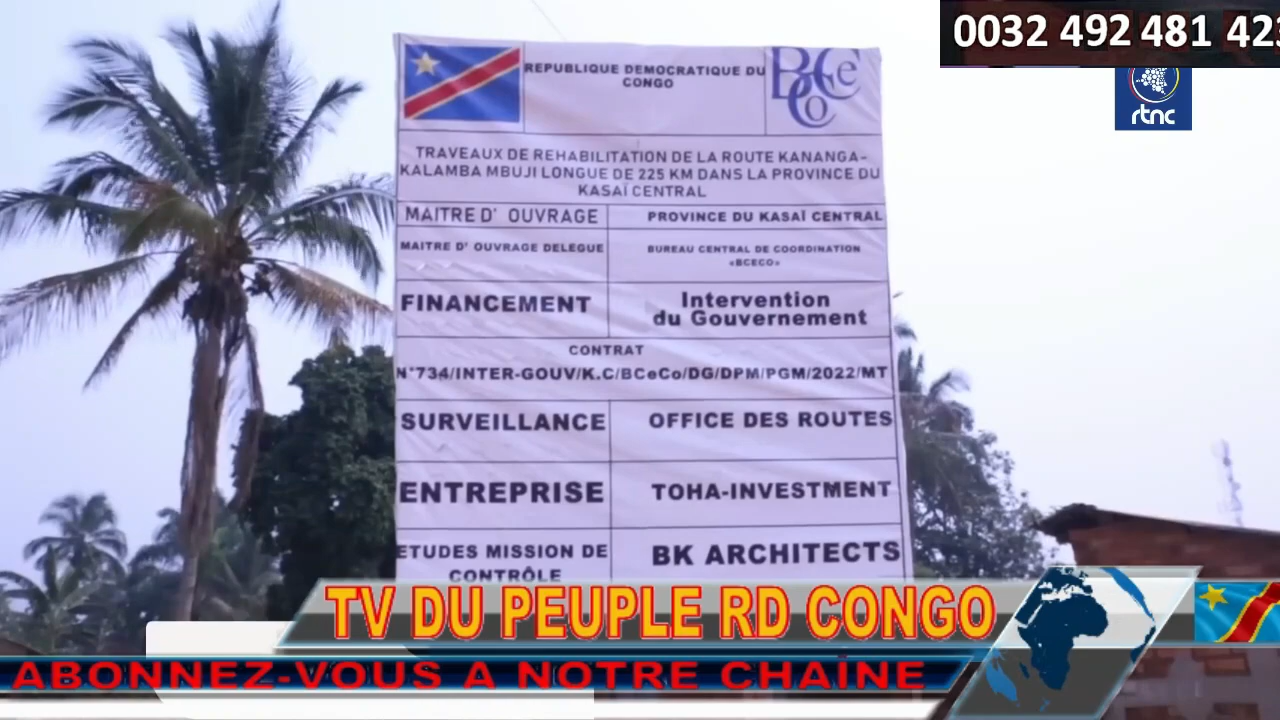 0032 492 481 423
rtnc
REPUBLIQUE DEMOCRATIQUE DU
CONGO
BCeCo
TRAVEAUX DE REHABILITATION DE LA ROUTE KANANGA-
KALAMBA MBUJI LONGUE DE 225 KM DANS LA PROVINCE DU
KASAÏ CENTRAL
MAITRE D' OUVRAGE
PROVINCE DU KASAÏ CENTRAL
MAITRE D' OUVRAGE DELEGUE
BUREAU CENTRAL DE COORDINATION
«BCECO»
FINANCEMENT
Intervention
du Gouvernement
CONTRAT
N°734/INTER-GOUV/K.C/BCeCo/DG/DPM/PGM/2022/MT
SURVEILLANCE
OFFICE DES ROUTES
ENTREPRISE
TOHA-INVESTMENT
ETUDES MISSION DE
CONTRÔLE
BK ARCHITECTS
TV DU PEUPLE RD CONGO
ABONNEZ-VOUS A NOTRE CHAÎNE